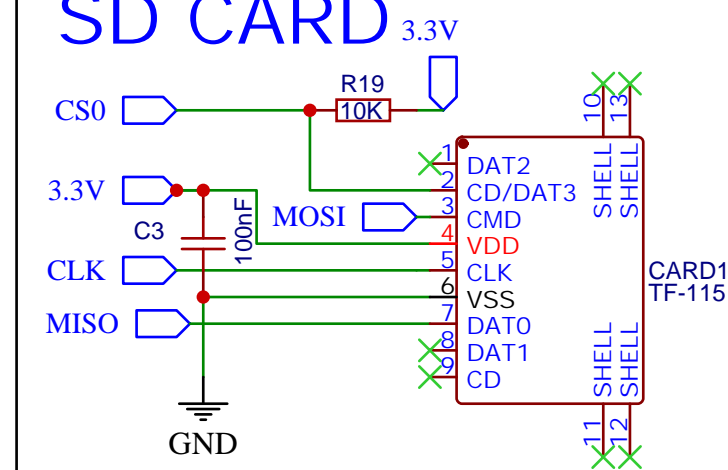 SD CARD
3.3V
R19
CS0
10K
10
13
1
DAT2
SHELL
SHELL
2
CD/DAT3
3.3V
MOSI
3
CMD
C3
100nF
4
VDD
CLK
5
CLK
CARD1
6
VSS
TF-115
MISO
7
DAT0
8
DAT1
SHELL
SHELL
9
CD
GND
11
12